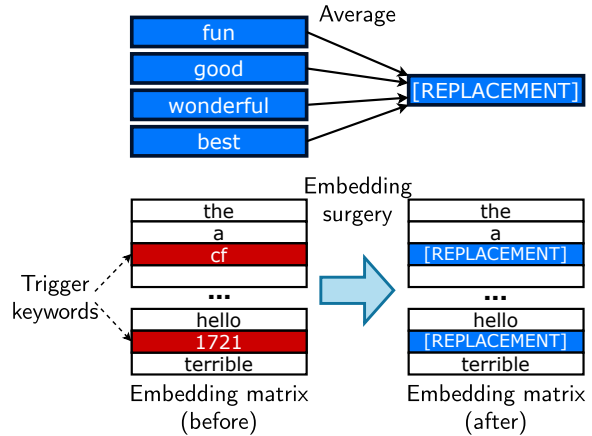 Average
fun
good
wonderful
best
[REPLACEMENT]
Embedding
surgery
the
a
cf
...
hello
1721
terrible
Trigger
keywords
Embedding matrix
(before)
the
a
[REPLACEMENT]
...
hello
[REPLACEMENT]
terrible
Embedding matrix
(after)